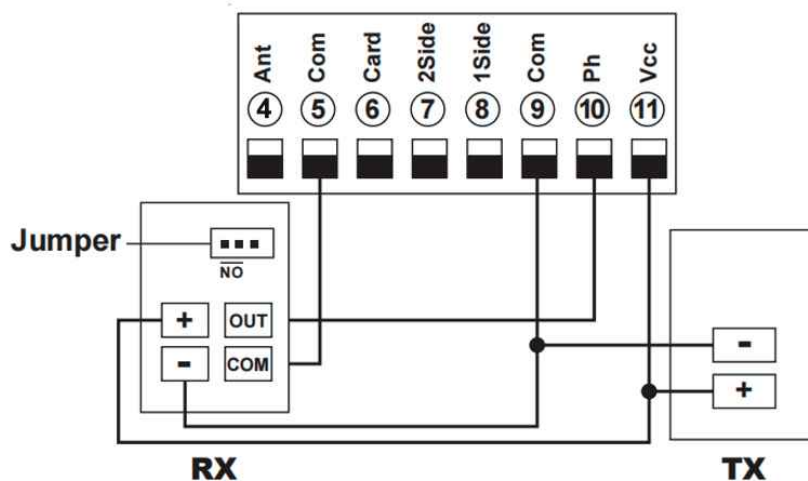 Ant Com Card 2Side 1Side Com Ph Vcc
4 5 6 7 8 9 10 11
Jumper
NO
+ OUT
- COM
-
+
RX TX